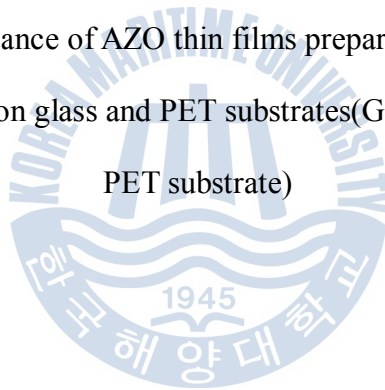 ance of AZO thin films prepar
on glass and PET substrates(G
PET substrate)
KOREA MARITIME UNIVERSITY
1945
한국해양대학교